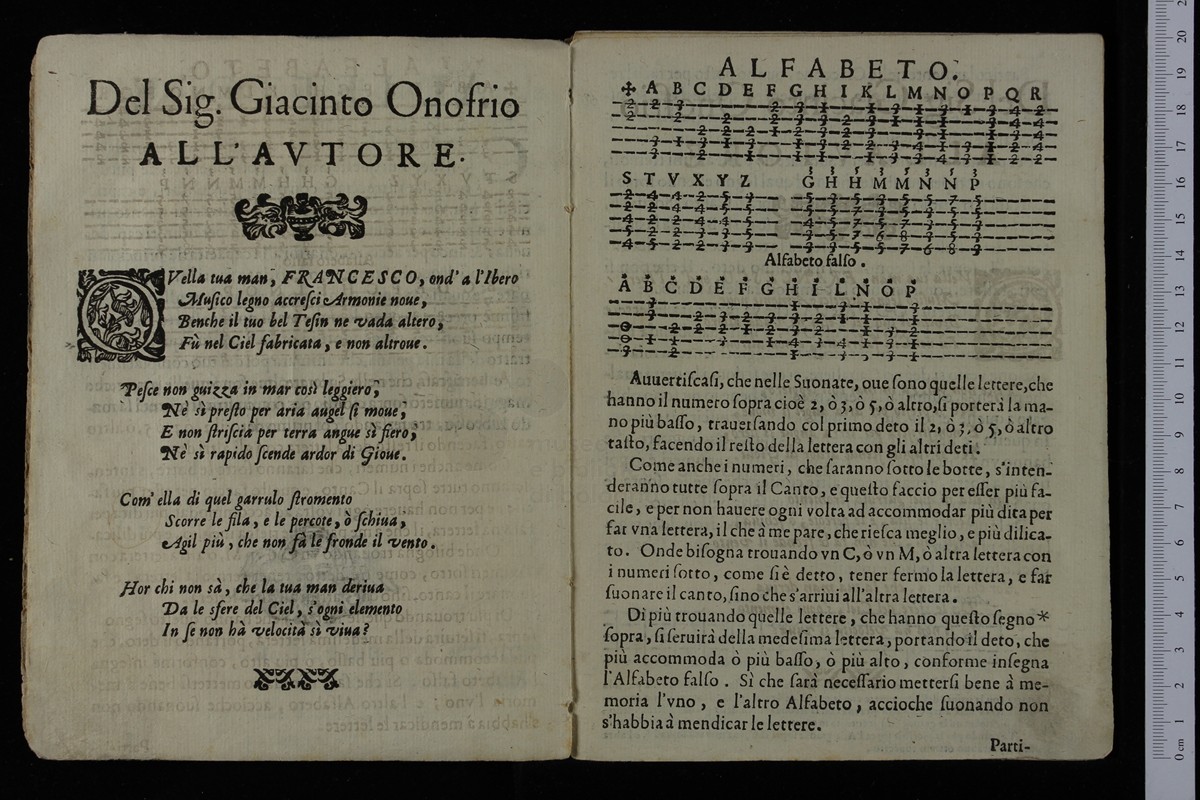 Del Sig. Giacinto Onofrio
ALL'AVTORE.
QVella tua man, FRANCESCO, ond' a l'Ibero
Muſico legno accreſci Armonie noue,
Benche il tuo bel Teſin ne vada altero,
Fù nel Ciel fabricata, e non altroue.
Peſce non guizza in mar così leggiero,
Nè sì preſto per aria augel ſi moue,
E non ſtriſcia per terra angue sì fiero,
Nè sì rapido ſcende ardor di Gioue.
Com' ella di quel garrulo ſtromento
Scorre le fila, e le percote, ò ſchiua,
Agil più, che non fà le fronde il vento.
Hor chi non sà, che la tua man deriua
Da le sfere del Ciel, s'ogni elemento
In ſe non hà velocità sì viua?
ALFABETO.
✠ A B C D E F G H I K L M N O P Q R
S T V X Y Z G H H M M N N P
Alfabeto falſo.
A B C D E F G H I L N O P
Auuertiſcaſi, che nelle Suonate, oue ſono quelle lettere, che
hanno il numero ſopra cioè 2, ò 3, ò 5, ò altro, ſi porterà la ma-
no più baſſo, trauerſando col primo deto il 2, ò 3, ò 5, ò altro
taſto, facendo il reſto della lettera con gli altri deti.
Come anche i numeri, che ſaranno ſotto le botte, s'inten-
deranno tutte ſopra il Canto, e queſto faccio per eſſer più fa-
cile, e per non hauere ogni volta ad accommodar più dita per
far vna lettera, il che à me pare, che rieſca meglio, e più dilica-
to. Onde biſogna trouando vn C, ò vn M, ò altra lettera con
i numeri ſotto, come ſi è detto, tener fermo la lettera, e far
ſuonare il canto, ſino che s'arriui all'altra lettera.
Di più trouando quelle lettere, che hanno queſto ſegno *
ſopra, ſi ſeruirà della medeſima lettera, portando il deto, che
più accommoda ò più baſſo, ò più alto, conforme inſegna
l'Alfabeto falſo. Sì che ſarà neceſſario metterſi bene à me-
moria l'vno, e l'altro Alfabeto, accioche ſuonando non
s'habbia à mendicar le lettere.
Parti-